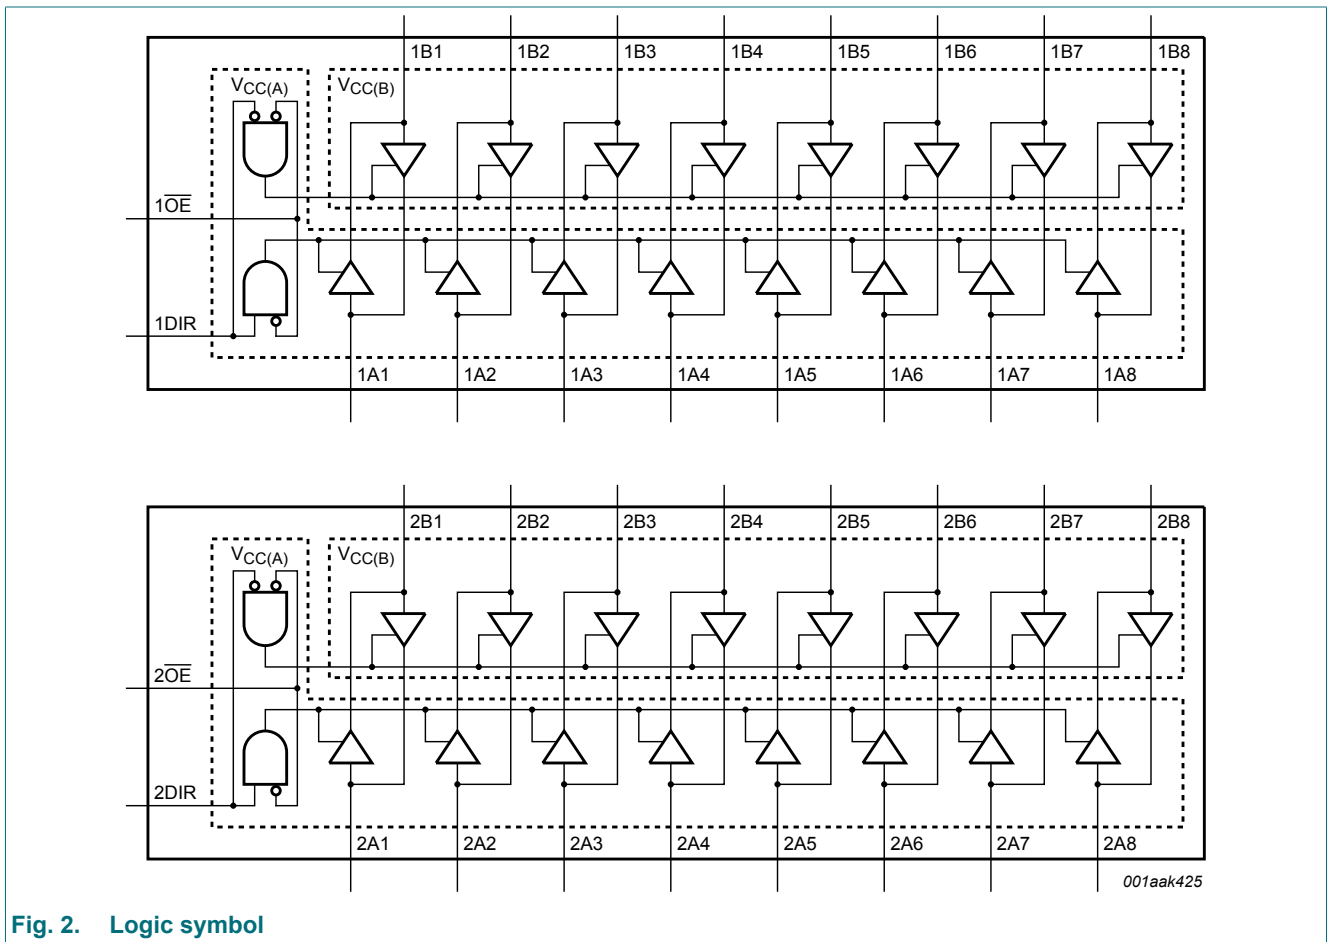 1B1 1B2 1B3 1B4 1B5 1B6 1B7 1B8
VCC(A) VCC(B)
1O̅E̅
1DIR
1A1 1A2 1A3 1A4 1A5 1A6 1A7 1A8
2B1 2B2 2B3 2B4 2B5 2B6 2B7 2B8
VCC(A) VCC(B)
2O̅E̅
2DIR
2A1 2A2 2A3 2A4 2A5 2A6 2A7 2A8
001aak425
Fig. 2. Logic symbol